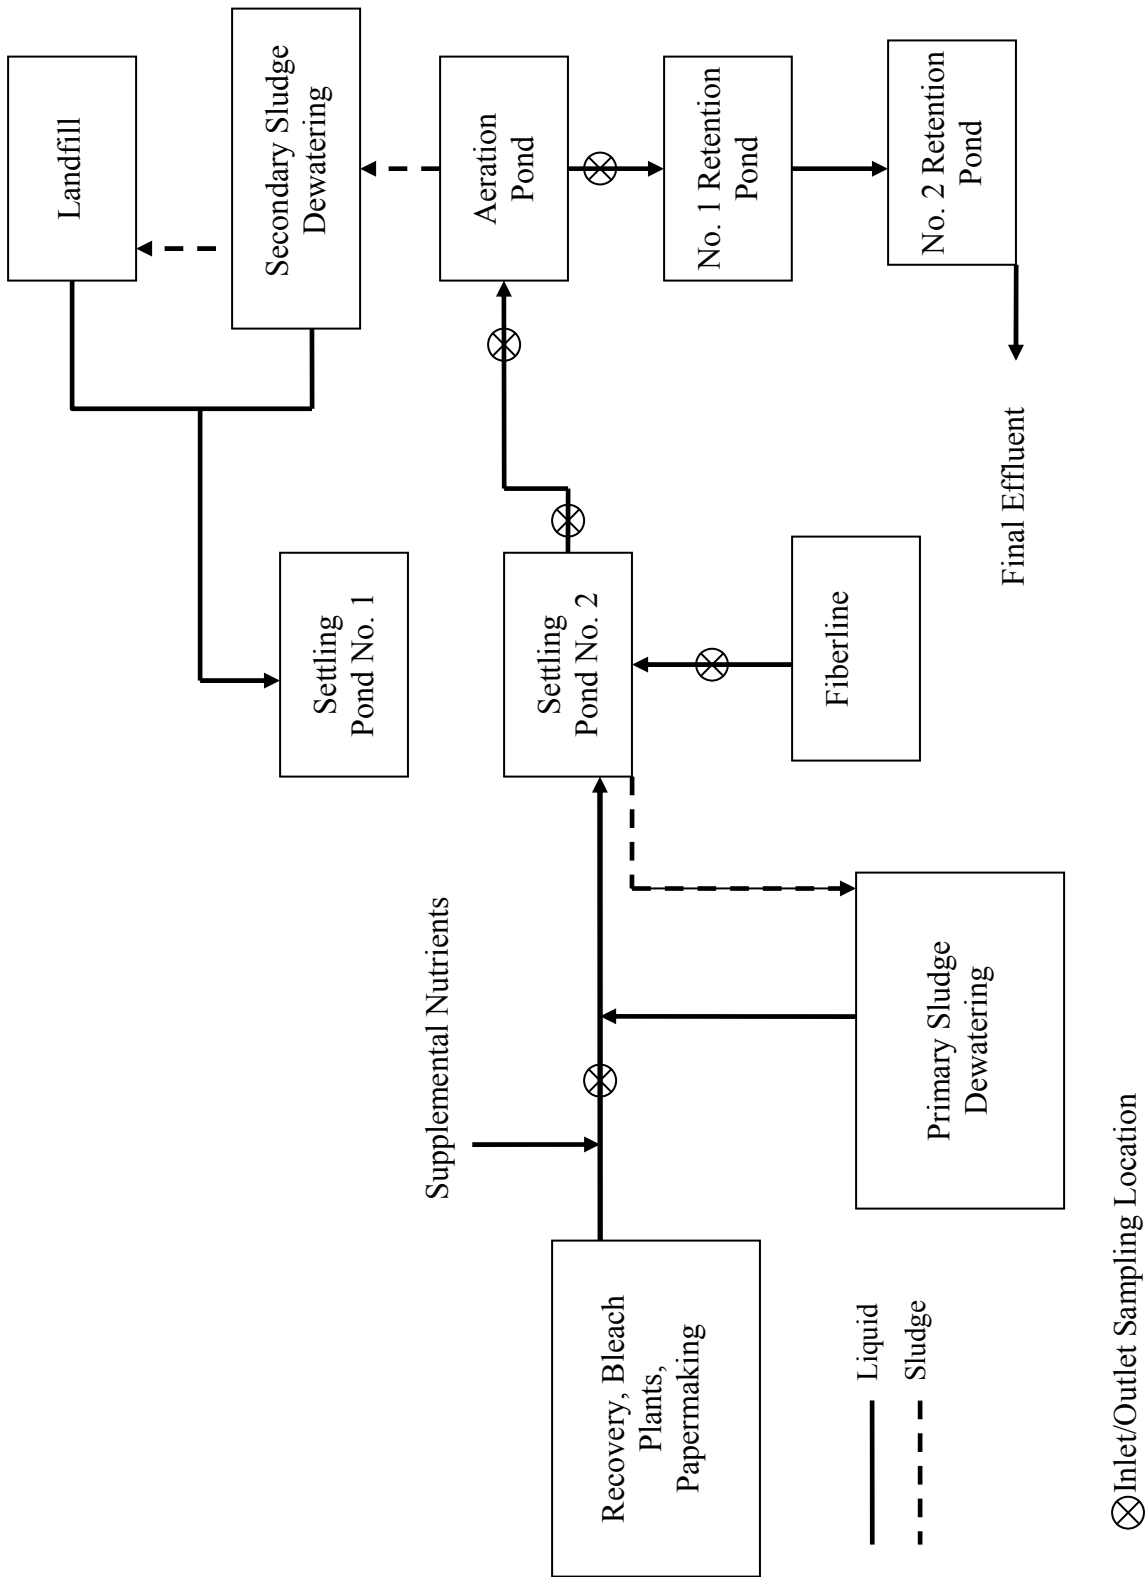 Landfill
Secondary Sludge
Dewatering
Settling
Pond No. 1
Aeration
Pond
Supplemental Nutrients
Settling
Pond No. 2
Recovery, Bleach
Plants,
Papermaking
No. 1 Retention
Pond
Fiberline
Primary Sludge
Dewatering
No. 2 Retention
Pond
Final Effluent
Liquid
Sludge
Inlet/Outlet Sampling Location